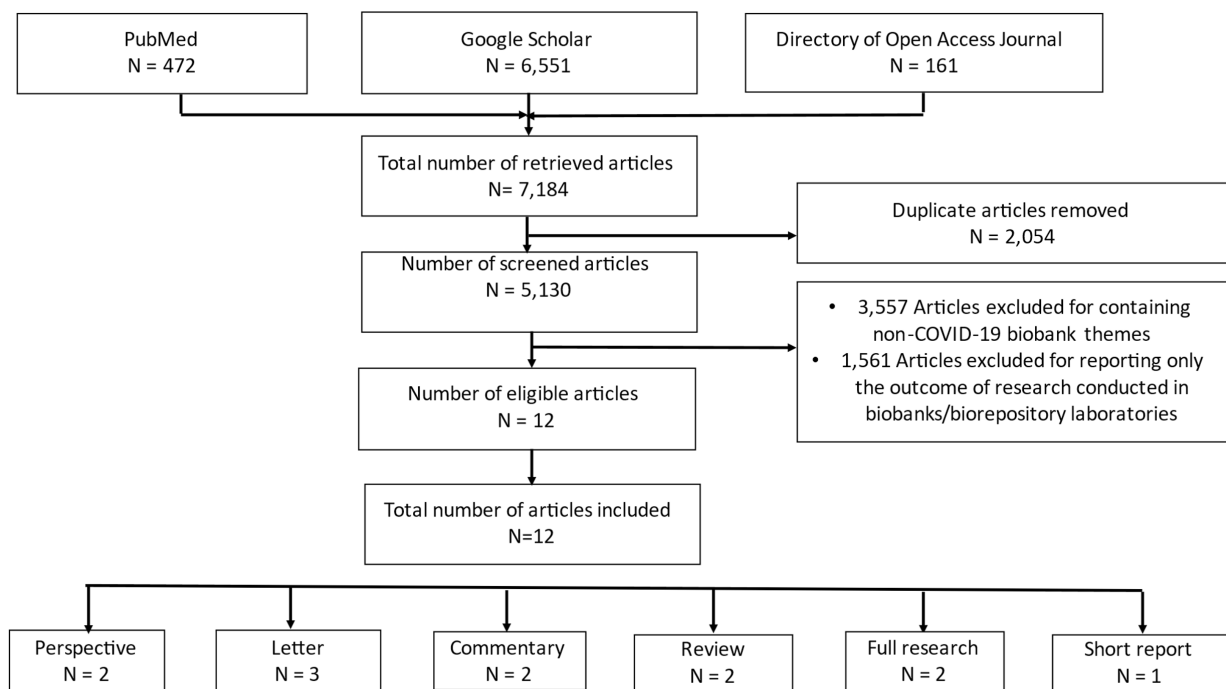 PubMed
N = 472
Google Scholar
N = 6,551
Directory of Open Access Journal
N = 161
Total number of retrieved articles
N= 7,184
Duplicate articles removed
N = 2,054
Number of screened articles
N = 5,130
• 3,557 Articles excluded for containing
non-COVID-19 biobank themes
• 1,561 Articles excluded for reporting only
the outcome of research conducted in
biobanks/biorepository laboratories
Number of eligible articles
N = 12
Total number of articles included
N=12
Perspective
N = 2
Letter
N = 3
Commentary
N = 2
Review
N = 2
Full research
N = 2
Short report
N = 1